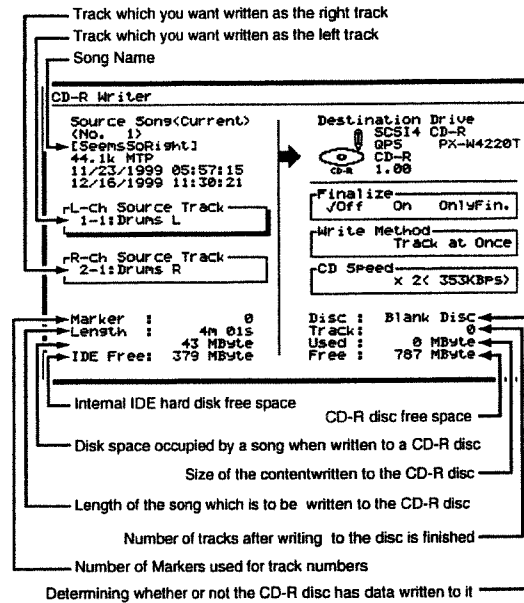 Track which you want written as the right track
Track which you want written as the left track
Song Name
CD-R Writer
Source Song(Current)
(No.  1)
[SeemsSoRight]
44.1k MTP
11/23/1999 05:57:15
12/16/1999 11:30:21
L-ch Source Track
1-1:Drums L
R-ch Source Track
2-1:Drums R
Marker : 0
Length : 4m 01s
43 MByte
IDE Free: 379 MByte
Destination Drive
SCSI4 CD-R
QPS PX-W4220T
CD-R
1.00
CD-R
Finalize
√Off On OnlyFin.
Write Method
Track at Once
CD Speed
x 2( 353KBPs)
Disc : Blank Disc
Track: 0
Used : 0 MByte
Free : 787 MByte
Internal IDE hard disk free space
CD-R disc free space
Disk space occupied by a song when written to a CD-R disc
Size of the contentwritten to the CD-R disc
Length of the song which is to be written to the CD-R disc
Number of tracks after writing to the disc is finished
Number of Markers used for track numbers
Determining whether or not the CD-R disc has data written to it